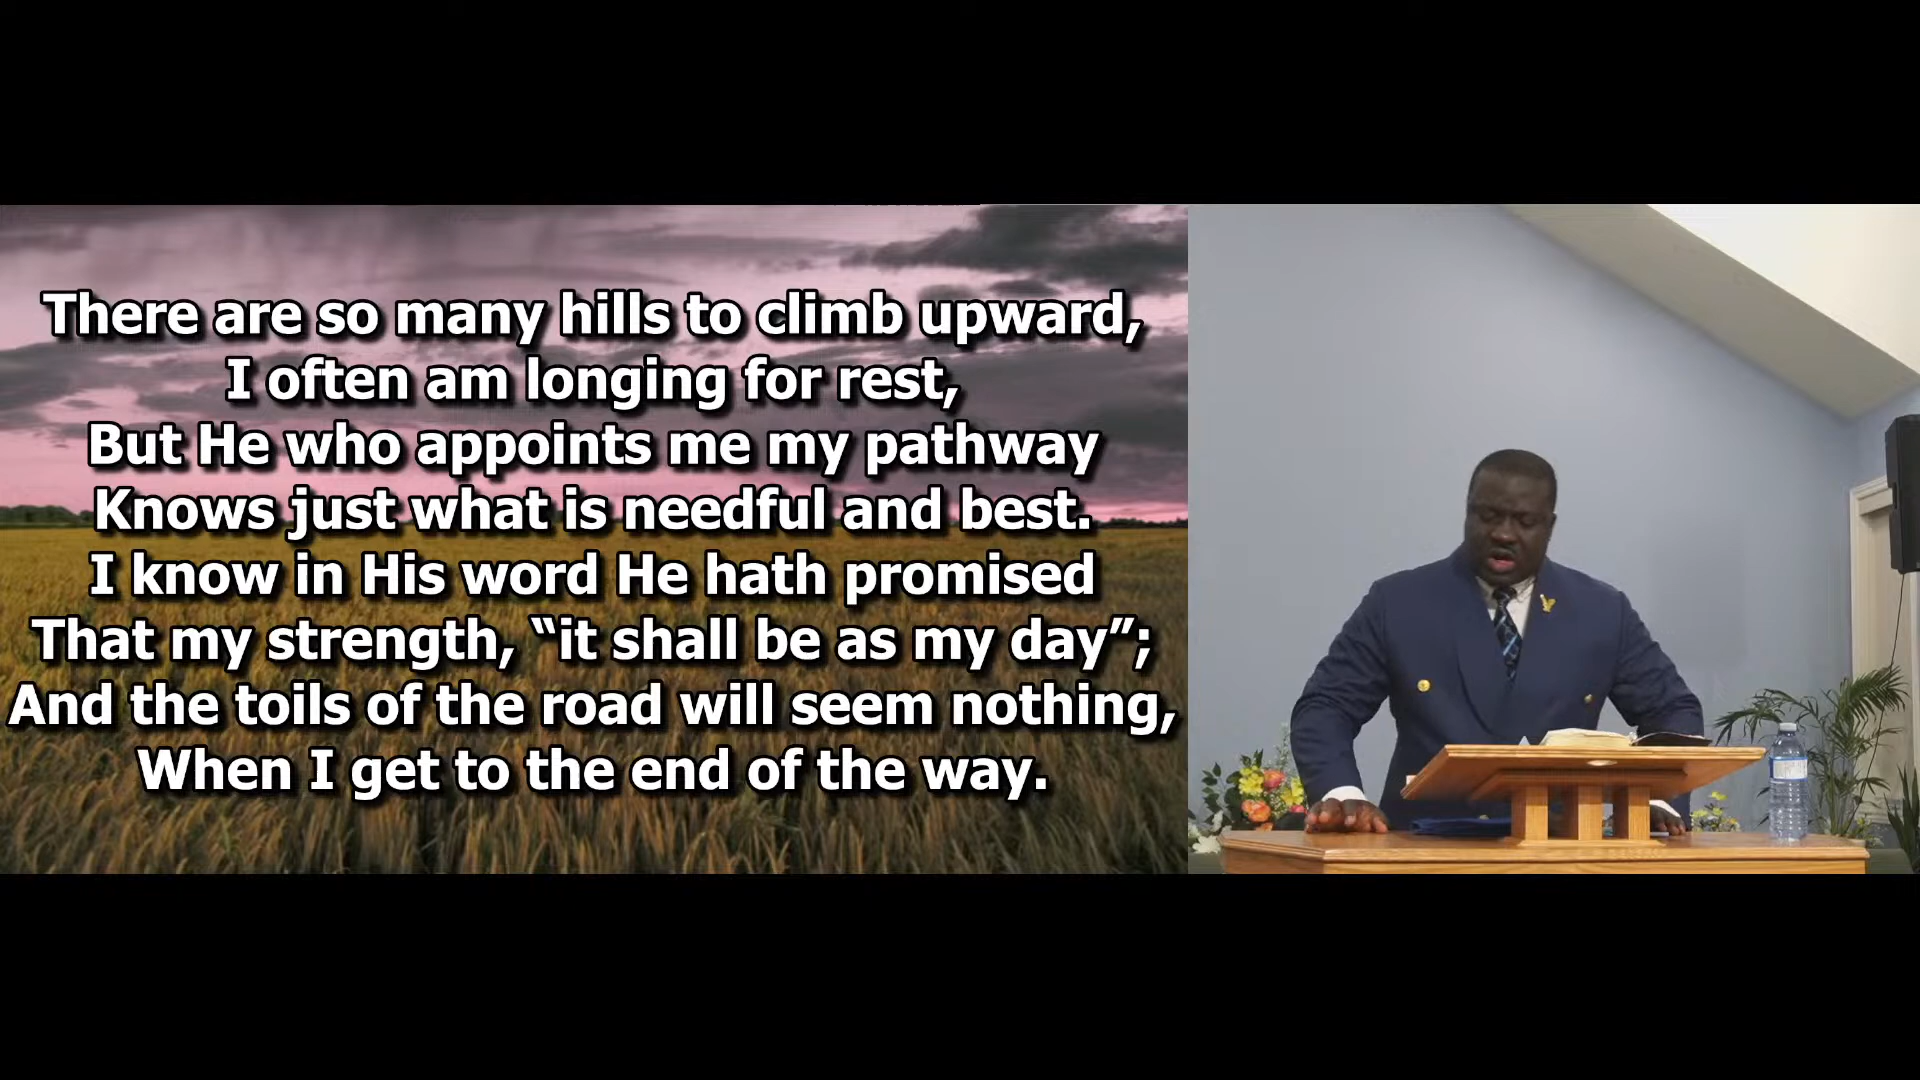 There are so many hills to climb upward,
I often am longing for rest,
But He who appoints me my pathway
Knows just what is needful and best.
I know in His word He hath promised
That my strength, “it shall be as my day”;
And the toils of the road will seem nothing,
When I get to the end of the way.